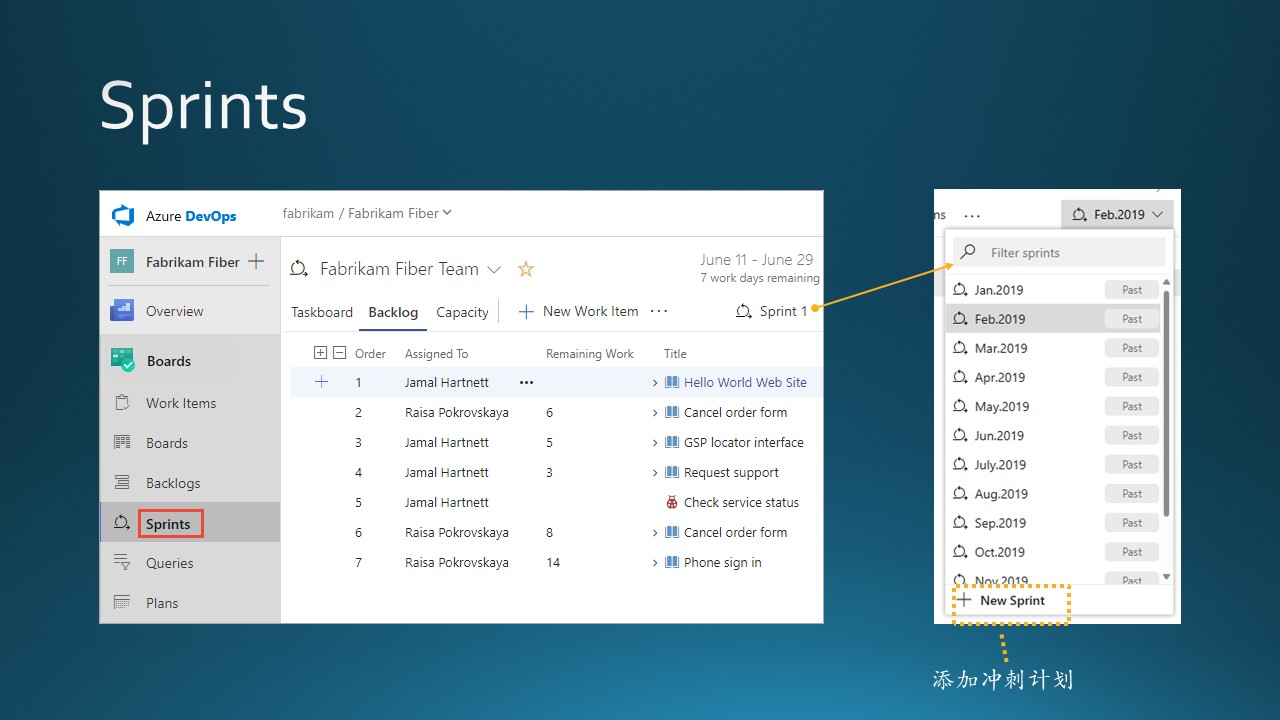 Sprints
Azure DevOps
fabrikam / Fabrikam Fiber
FF Fabrikam Fiber
Overview
Boards
Work Items
Boards
Backlogs
Sprints
Queries
Plans
Fabrikam Fiber Team
June 11 - June 29
7 work days remaining
Taskboard Backlog Capacity + New Work Item ... Sprint 1
Order Assigned To Remaining Work Title
1 Jamal Hartnett ... Hello World Web Site
2 Raisa Pokrovskaya 6 Cancel order form
3 Jamal Hartnett 5 GSP locator interface
4 Jamal Hartnett 3 Request support
5 Jamal Hartnett Check service status
6 Raisa Pokrovskaya 8 Cancel order form
7 Raisa Pokrovskaya 14 Phone sign in
ns ... Feb.2019
Filter sprints
Jan.2019 Past
Feb.2019 Past
Mar.2019 Past
Apr.2019 Past
May.2019 Past
Jun.2019 Past
July.2019 Past
Aug.2019 Past
Sep.2019 Past
Oct.2019 Past
Nov.2019 Past
+ New Sprint
添加冲刺计划